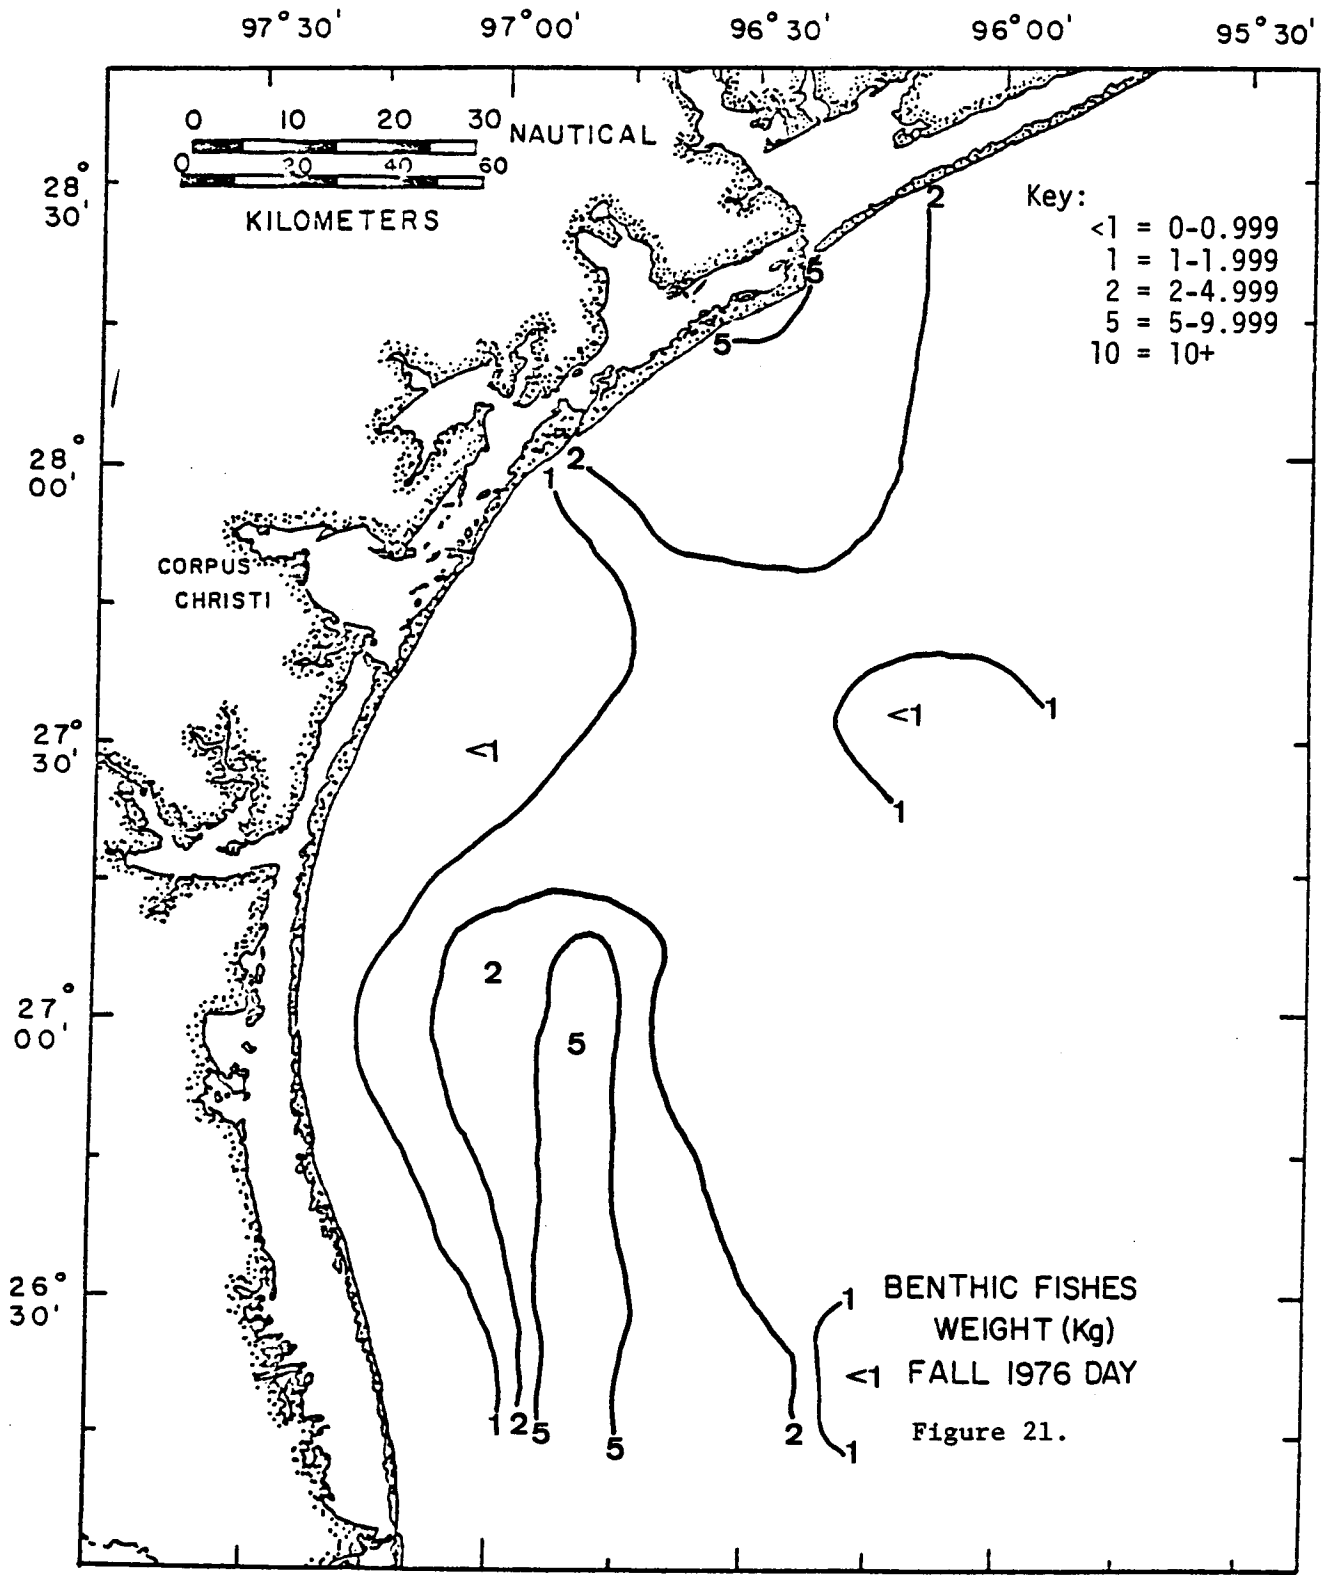 97°30' 97°00' 96°30' 96°00' 95°30'
0 10 20 30 NAUTICAL
0 20 40 60
KILOMETERS
28°
30'
Key:
<1 = 0-0.999
1 = 1-1.999
2 = 2-4.999
5 = 5-9.999
10 = 10+
2
5
5
28°
00'
2
1
CORPUS
CHRISTI
27°
30'
<1
<1
1
1
27°
00'
2
5
26°
30'
1
BENTHIC FISHES
WEIGHT (Kg)
<1 FALL 1976 DAY
1 2 5 5 2 1
Figure 21.